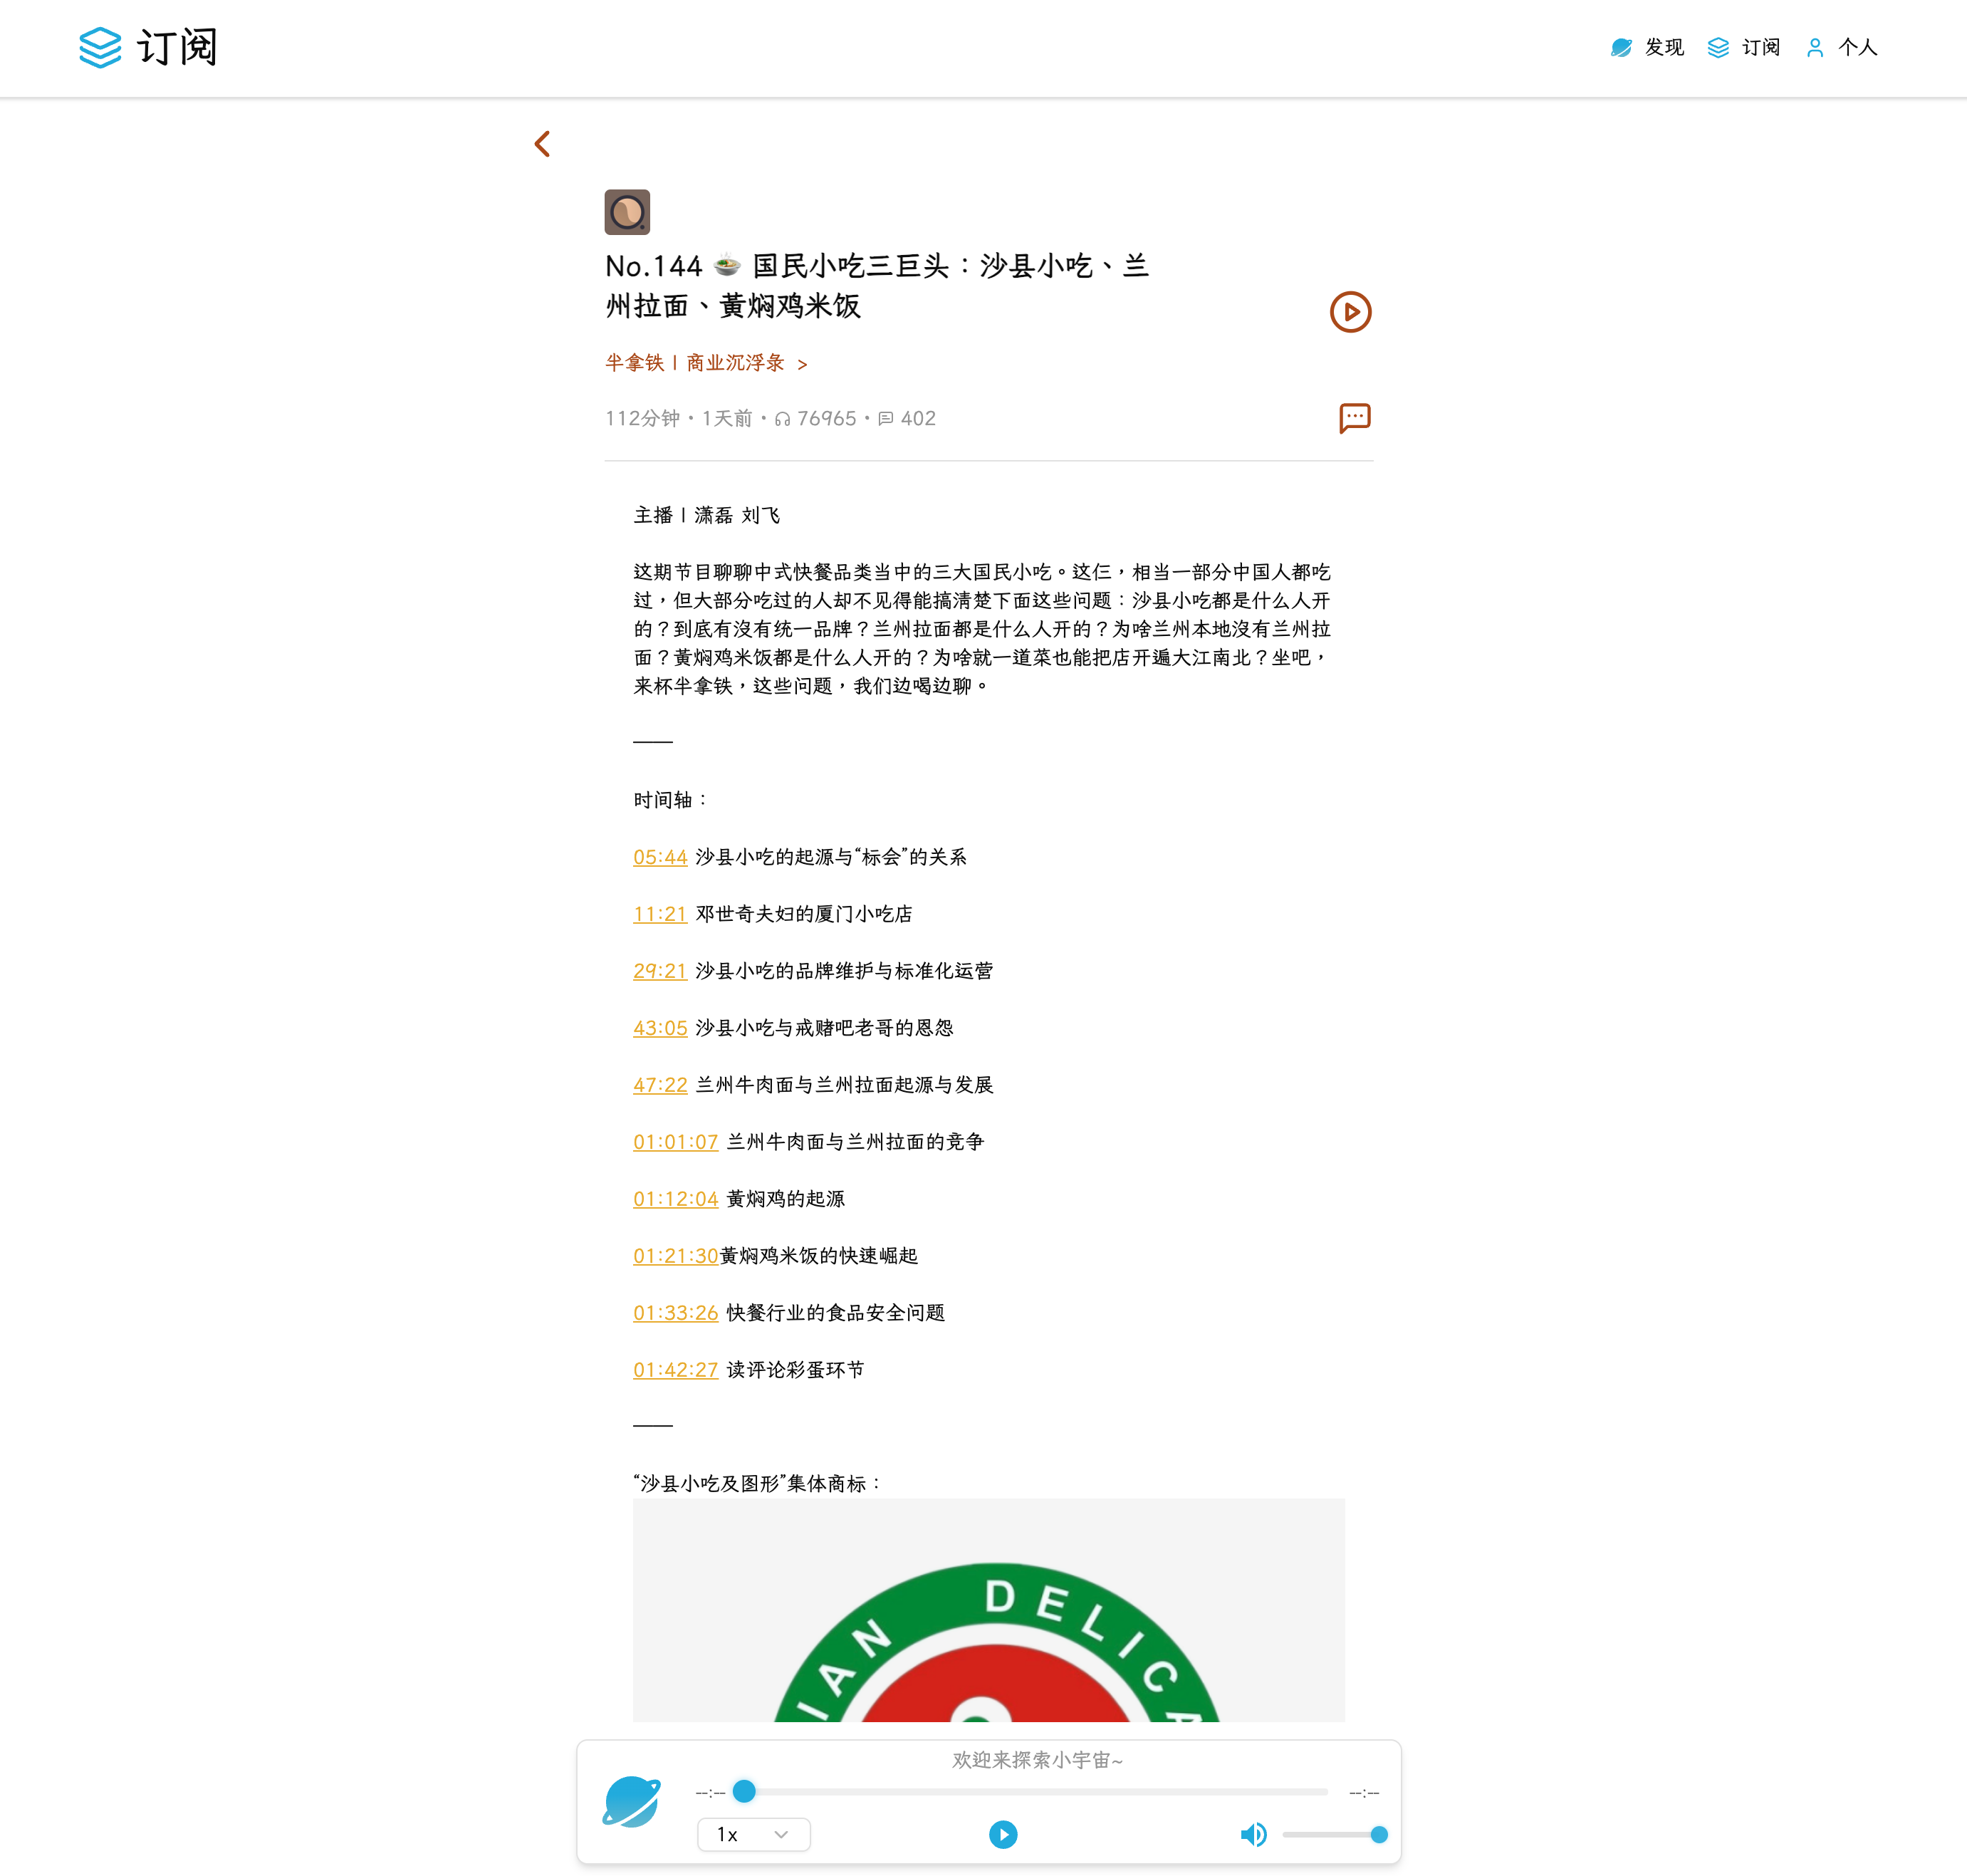 订阅
发现 订阅 个人
No.144 🍜 国民小吃三巨头：沙县小吃、兰
州拉面、黄焖鸡米饭
半拿铁 | 商业沉浮录 >
112分钟・1天前・76965・402
主播 | 潇磊 刘飞
这期节目聊聊中式快餐品类当中的三大国民小吃。这仨，相当一部分中国人都吃
过，但大部分吃过的人却不见得能搞清楚下面这些问题：沙县小吃都是什么人开
的？到底有没有统一品牌？兰州拉面都是什么人开的？为啥兰州本地没有兰州拉
面？黄焖鸡米饭都是什么人开的？为啥就一道菜也能把店开遍大江南北？坐吧，
来杯半拿铁，这些问题，我们边喝边聊。
——
时间轴：
05:44 沙县小吃的起源与“标会”的关系
11:21 邓世奇夫妇的厦门小吃店
29:21 沙县小吃的品牌维护与标准化运营
43:05 沙县小吃与戒赌吧老哥的恩怨
47:22 兰州牛肉面与兰州拉面起源与发展
01:01:07 兰州牛肉面与兰州拉面的竞争
01:12:04 黄焖鸡的起源
01:21:30黄焖鸡米饭的快速崛起
01:33:26 快餐行业的食品安全问题
01:42:27 读评论彩蛋环节
——
“沙县小吃及图形”集体商标：
IAN DELICA
欢迎来探索小宇宙~
--:-- --:--
1x